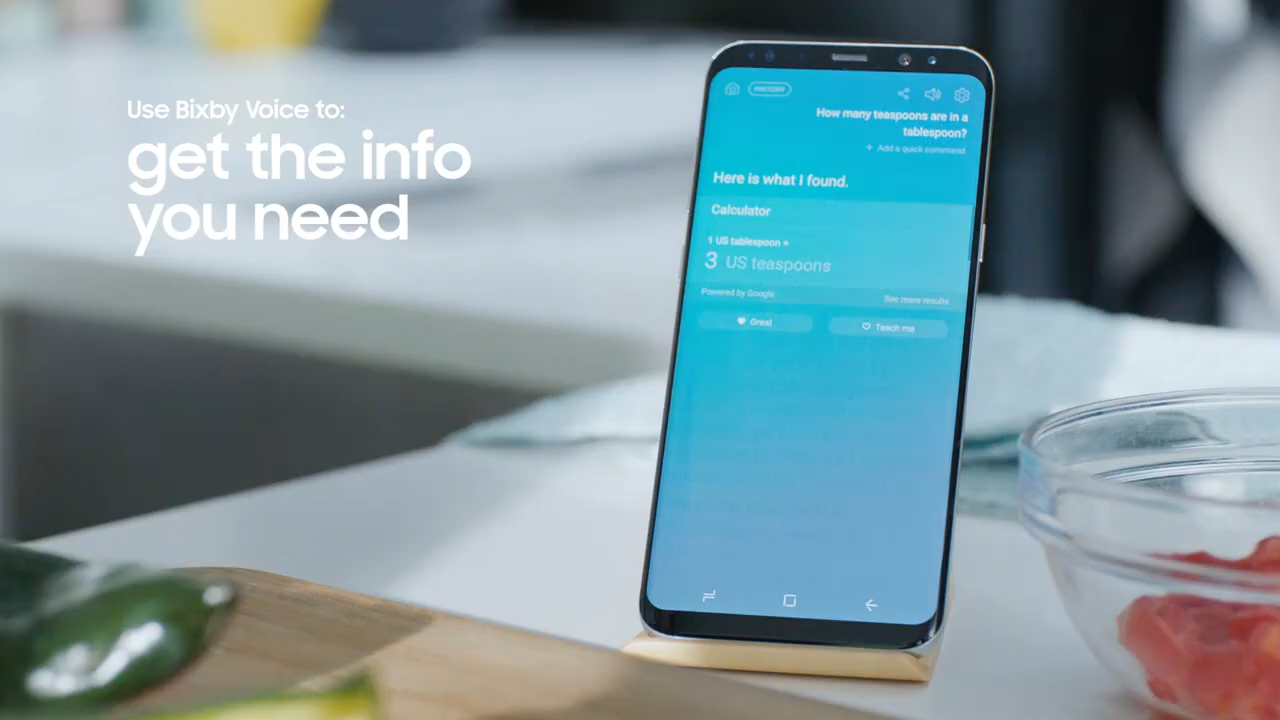 Use Bixby Voice to:
get the info
you need
HISTORY
How many teaspoons are in a
tablespoon?
+ Add a quick command
Here is what I found.
Calculator
1 US tablespoon =
3 US teaspoons
Powered by Google
See more results
Great
Teach me